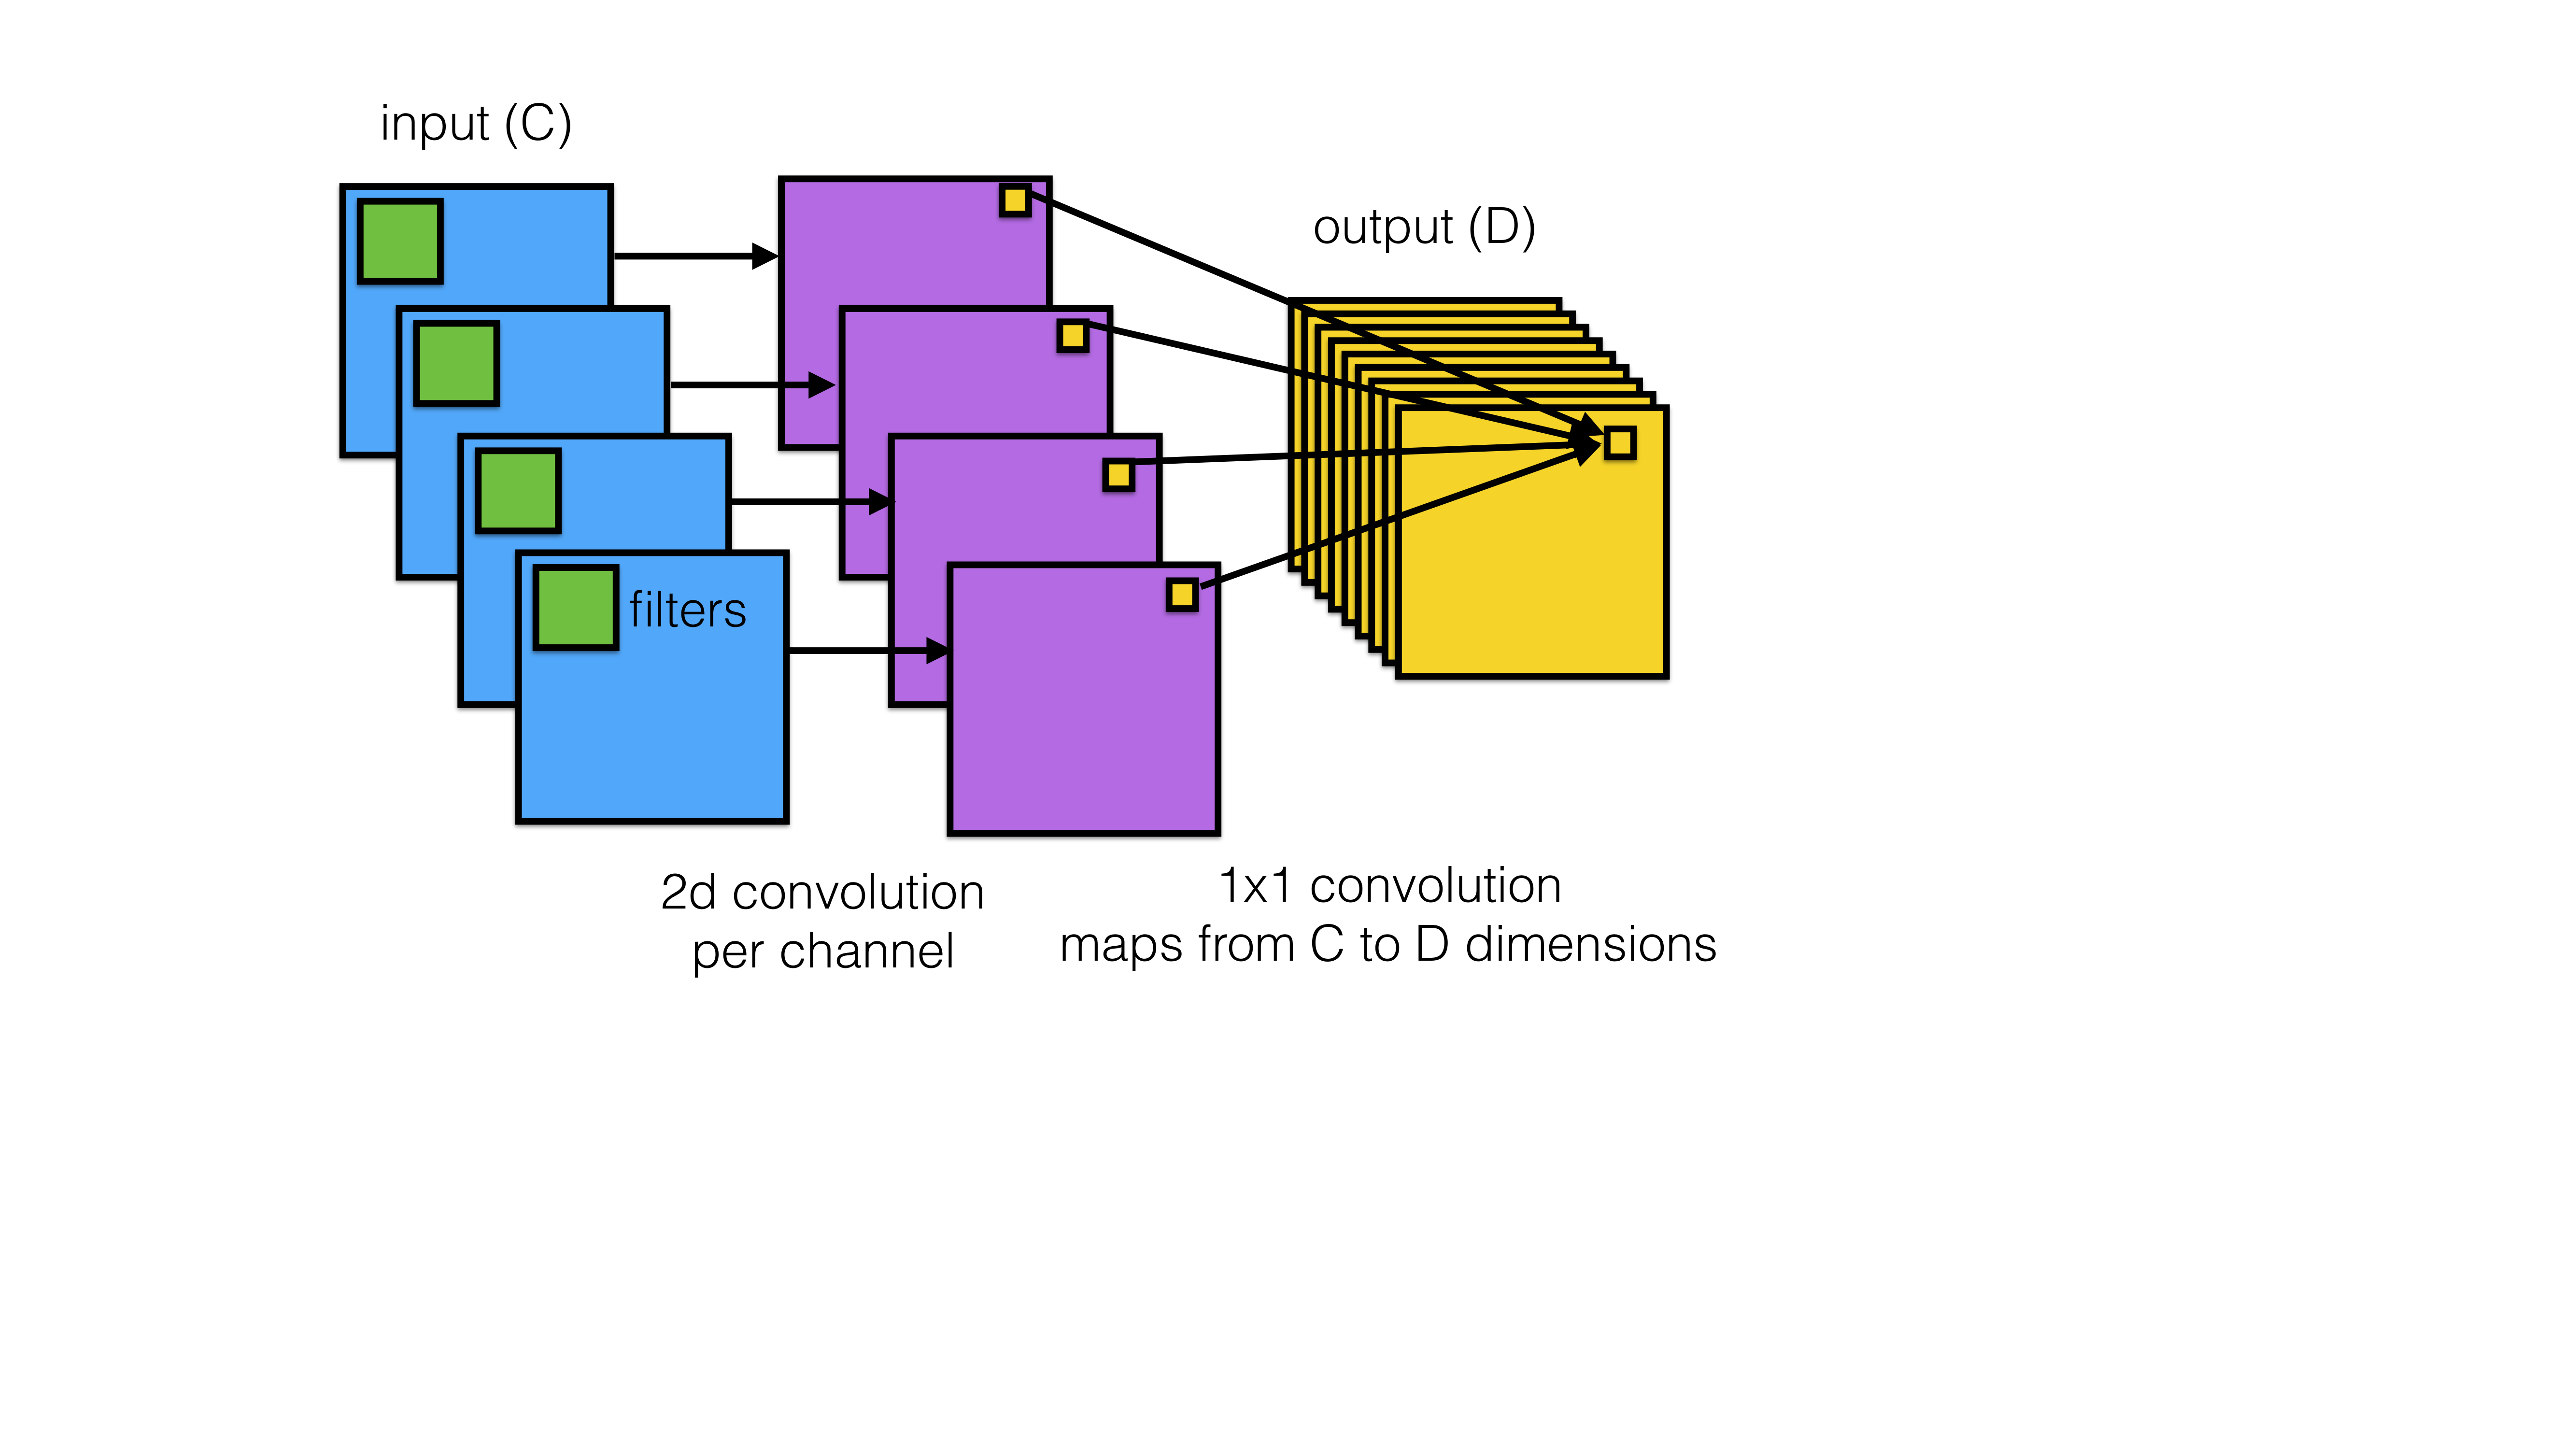 input (C)
output (D)
filters
2d convolution
per channel
1x1 convolution
maps from C to D dimensions